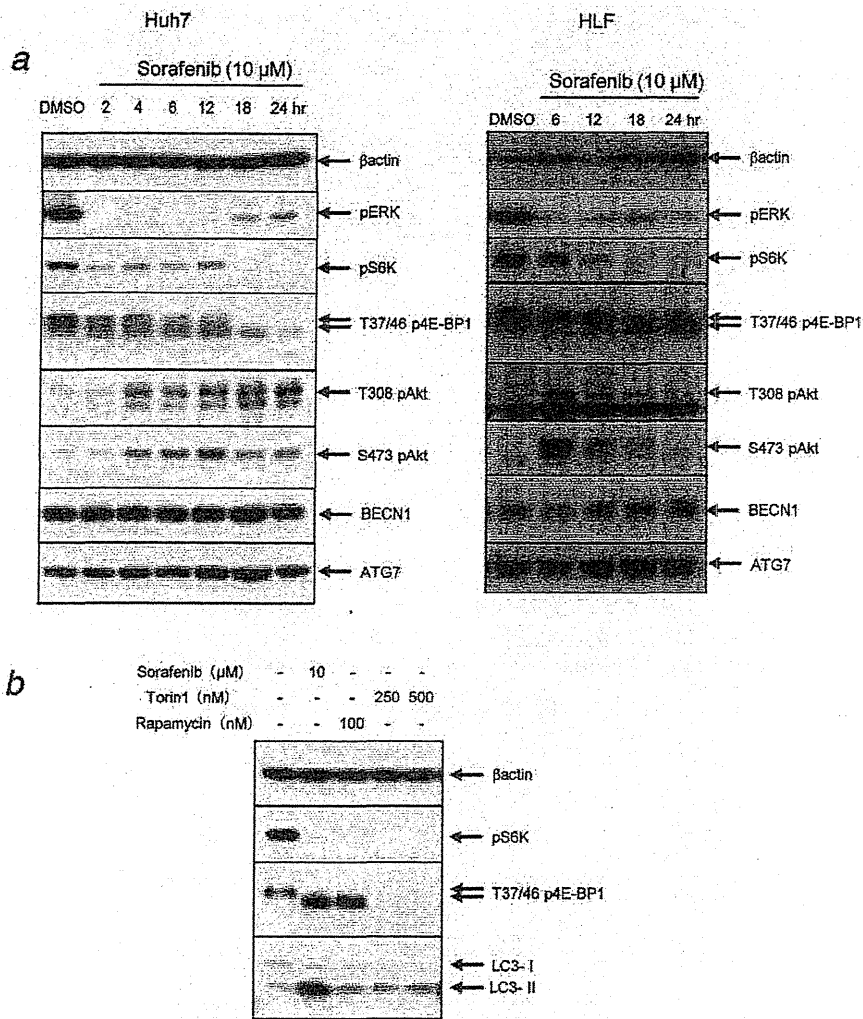 Huh7
HLF
a
Sorafenib (10 µM)
DMSO 2 4 6 12 18 24 hr
βactin
pERK
pS6K
T37/46 p4E-BP1
T308 pAkt
S473 pAkt
BECN1
ATG7
Sorafenib (10 µM)
DMSO 6 12 18 24 hr
βactin
pERK
pS6K
T37/46 p4E-BP1
T308 pAkt
S473 pAkt
BECN1
ATG7
b
Sorafenib (µM) - 10 - - -
Torin1 (nM) - - - 250 500
Rapamycin (nM) - - 100 - -
βactin
pS6K
T37/46 p4E-BP1
LC3-I
LC3-II